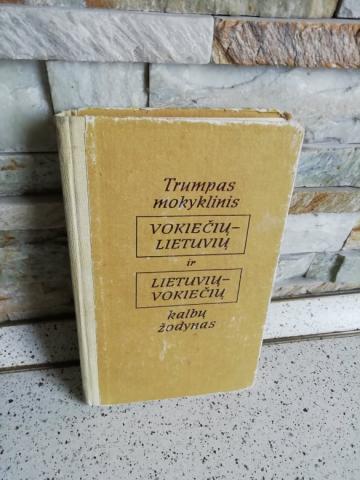 Trumpas
mokyklinis
VOKIEČIŲ–
LIETUVIŲ
ir
LIETUVIŲ–
VOKIEČIŲ
kalbų
žodynas